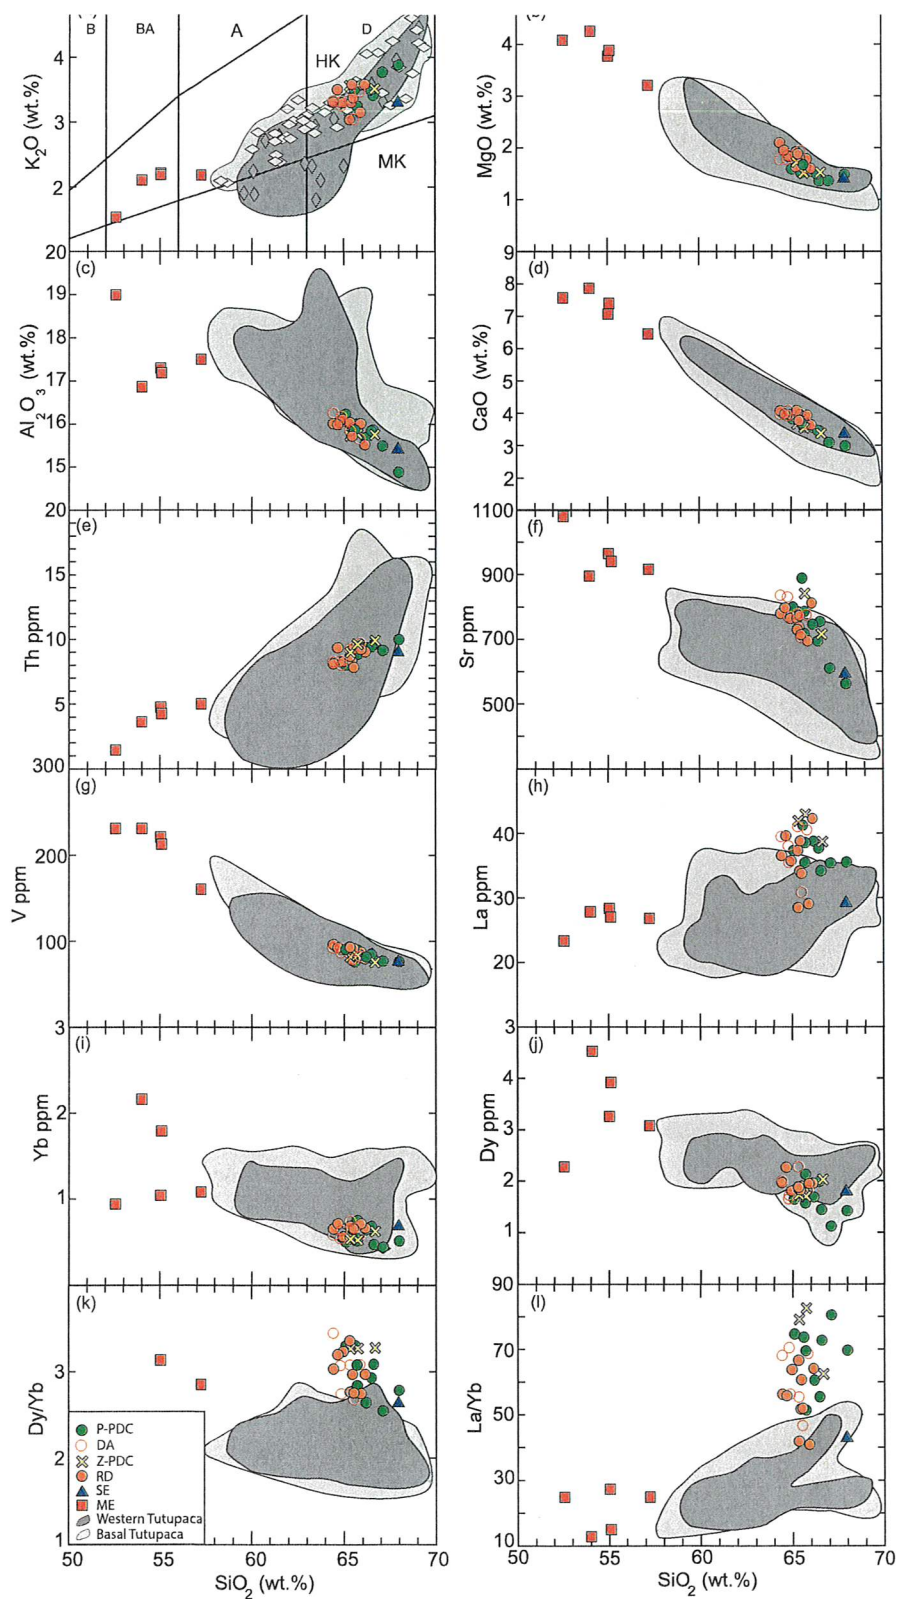 B BA A D
HK
MK
4
3
2
20
K2O (wt.%)
(b)
4
3
2
1
9
MgO (wt.%)
(c)
19
18
17
16
15
20
Al2O3 (wt.%)
(d)
8
7
6
5
4
3
2
1100
CaO (wt.%)
(e)
15
10
5
300
Th ppm
(f)
900
700
500
Sr ppm
(g)
200
100
3
V ppm
(h)
40
30
20
3
La ppm
(i)
2
1
Yb ppm
(j)
4
3
2
1
90
Dy ppm
(k)
3
2
1
Dy/Yb
P-PDC
DA
Z-PDC
RD
SE
ME
Western Tutupaca
Basal Tutupaca
50 55 60 65 70
SiO2 (wt.%)
(l)
70
50
30
10
La/Yb
50 55 60 65 70
SiO2 (wt.%)